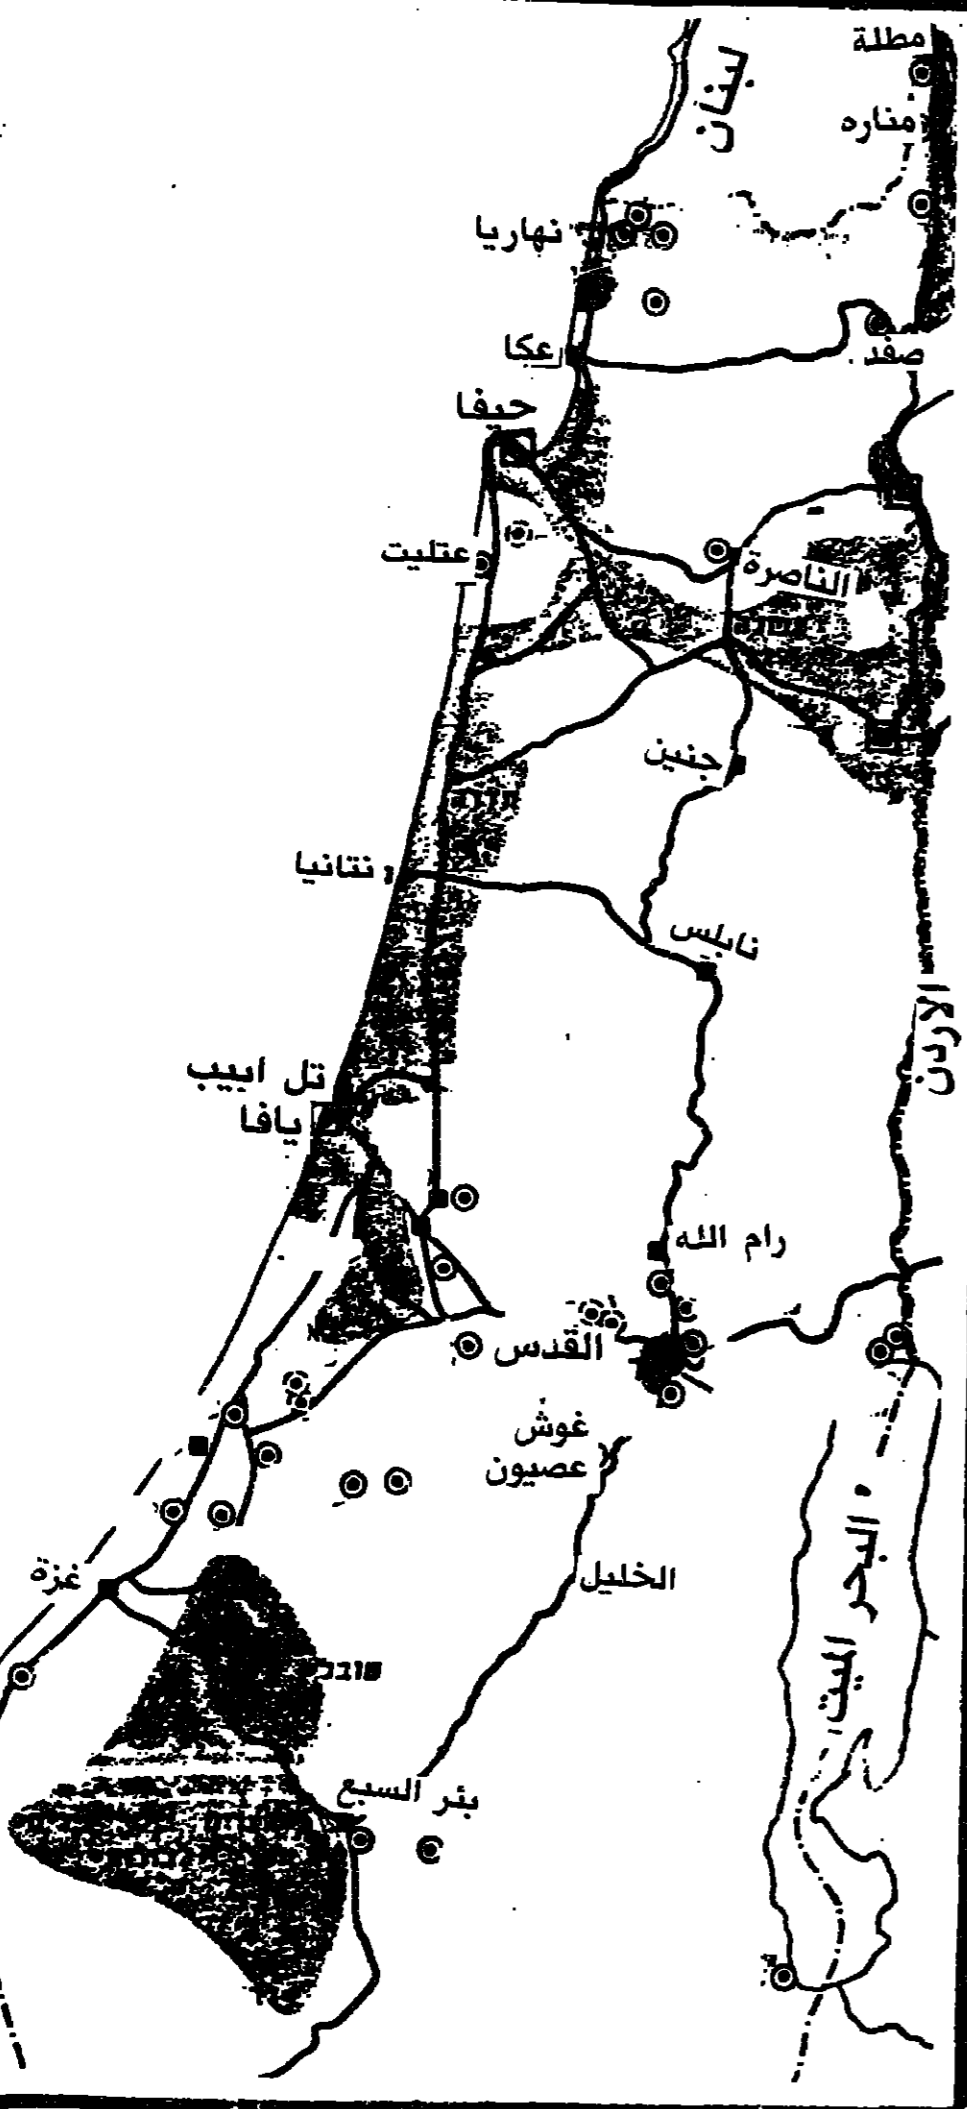 مطلة
لبنان
مناره
نهاريا
عكا
صفد
حيفا
عتليت
الناصرة
جنين
نتانيا
نابلس
الاردن
تل ابيب
يافا
رام الله
القدس
غوش
عصيون
البحر الميت
الخليل
غزة
بئر السبع